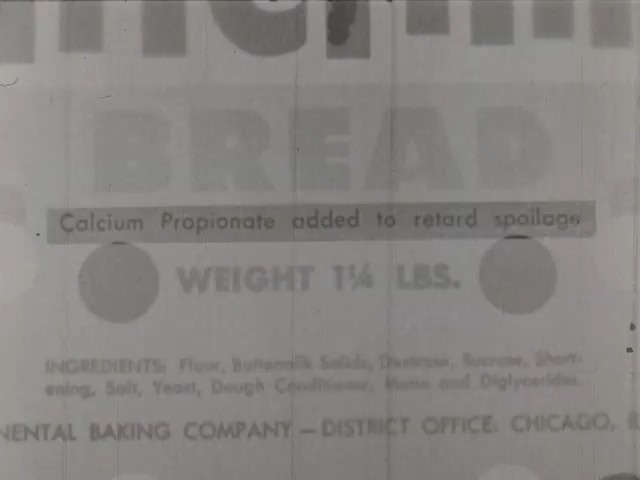 BREAD
Calcium Propionate added to retard spoilage
WEIGHT 1¼ LBS.
INGREDIENTS: Flour, Buttermilk Solids, Dextrose, Sucrose, Short-
ening, Salt, Yeast, Dough Conditioner, Mono and Diglycerides.
NENTAL BAKING COMPANY — DISTRICT OFFICE: CHICAGO,